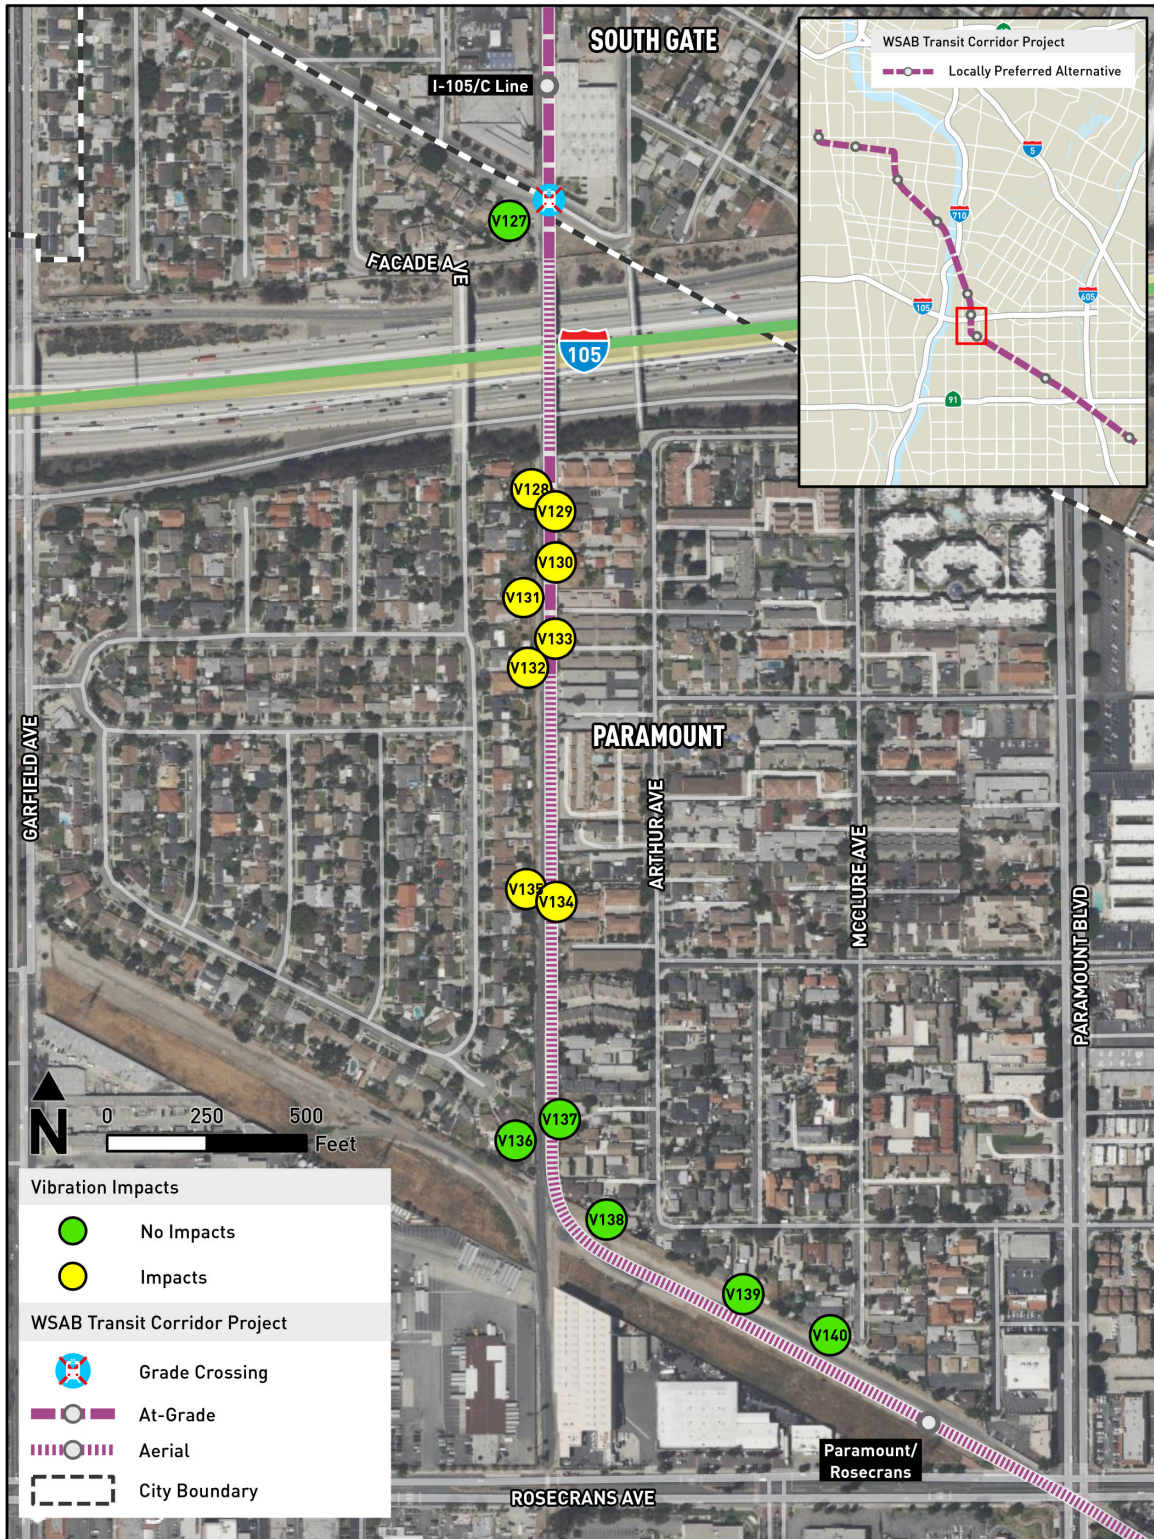 SOUTH GATE
I-105/C Line
WSAB Transit Corridor Project
Locally Preferred Alternative
5
710
105
605
91
V127
FACADE AVE
105
V128
V129
V130
V131
V133
V132
PARAMOUNT
GARFIELD AVE
ARTHUR AVE
MCCLURE AVE
PARAMOUNT BLVD
V135
V134
V137
V136
V138
V139
V140
N
0 250 500
Feet
Vibration Impacts
No Impacts
Impacts
WSAB Transit Corridor Project
Grade Crossing
At-Grade
Aerial
City Boundary
Paramount/
Rosecrans
ROSECRANS AVE